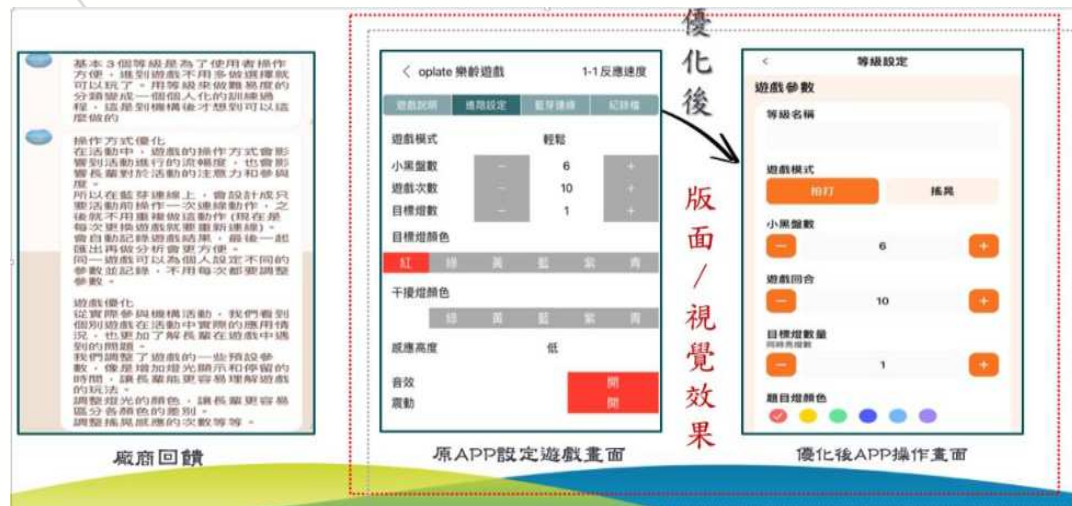 基本3個等級是為了使用者操作
方便，進到遊戲不用多做選擇就
可以玩了。用等級來做難易度的
分類變成一個個人化的訓練過
程，這是到機構後才想到可以這
麼做的
操作方式優化
在活動中，遊戲的操作方式會影
響到活動進行的流暢度，也會影
響長輩對於活動的注意力和參與
度。
所以在藍芽連線上，會設計成只
要活動前操作一次連線動作，之
後就不用重複做這動作(現在是
每次更換遊戲就要重新連線)。
會自動記錄遊戲結果，最後一起
匯出再做分析會更方便。
同一遊戲可以為個人設定不同的
參數並記錄，不用每次都要調整
參數。
遊戲優化
從實際參與機構活動，我們看到
個別遊戲在活動中實際的應用情
況，也更加了解長輩在遊戲中遇
到的問題。
我們調整了遊戲的一些預設參
數，像是增加燈光顯示和停留的
時間，讓長輩能更容易理解遊戲
的玩法。
調整燈光的顏色，讓長輩更容易
區分各顏色的差別。
調整搖晃感應的次數等等。
廠商回饋
< oplate 樂齡遊戲 1-1反應速度
遊戲說明 進階設定 藍芽連線 紀錄檔
遊戲模式 輕鬆
小黑盤數 − 6 +
遊戲次數 − 10 +
目標燈數 − 1 +
目標燈顏色
紅 綠 黃 藍 紫 青
干擾燈顏色
綠 黃 藍 紫 青
感應高度 低
音效 開
震動 開
原APP設定遊戲畫面
優化後
版面/視覺效果
< 等級設定
遊戲參數
等級名稱
遊戲模式
拍打 搖晃
小黑盤數
− 6 +
遊戲回合
− 10 +
目標燈數量
同時亮燈數
− 1 +
題目燈顏色
優化後APP操作畫面